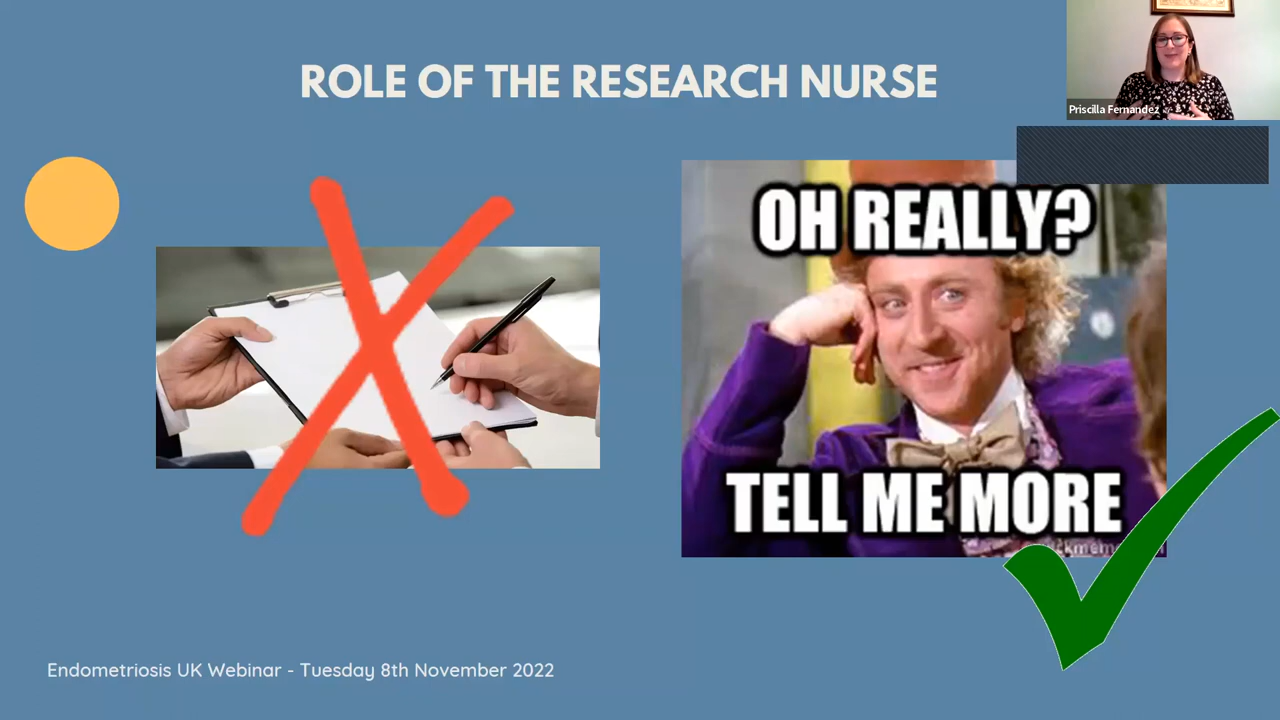 ROLE OF THE RESEARCH NURSE
Priscilla Fernandez
OH REALLY?
TELL ME MORE
Endometriosis UK Webinar - Tuesday 8th November 2022